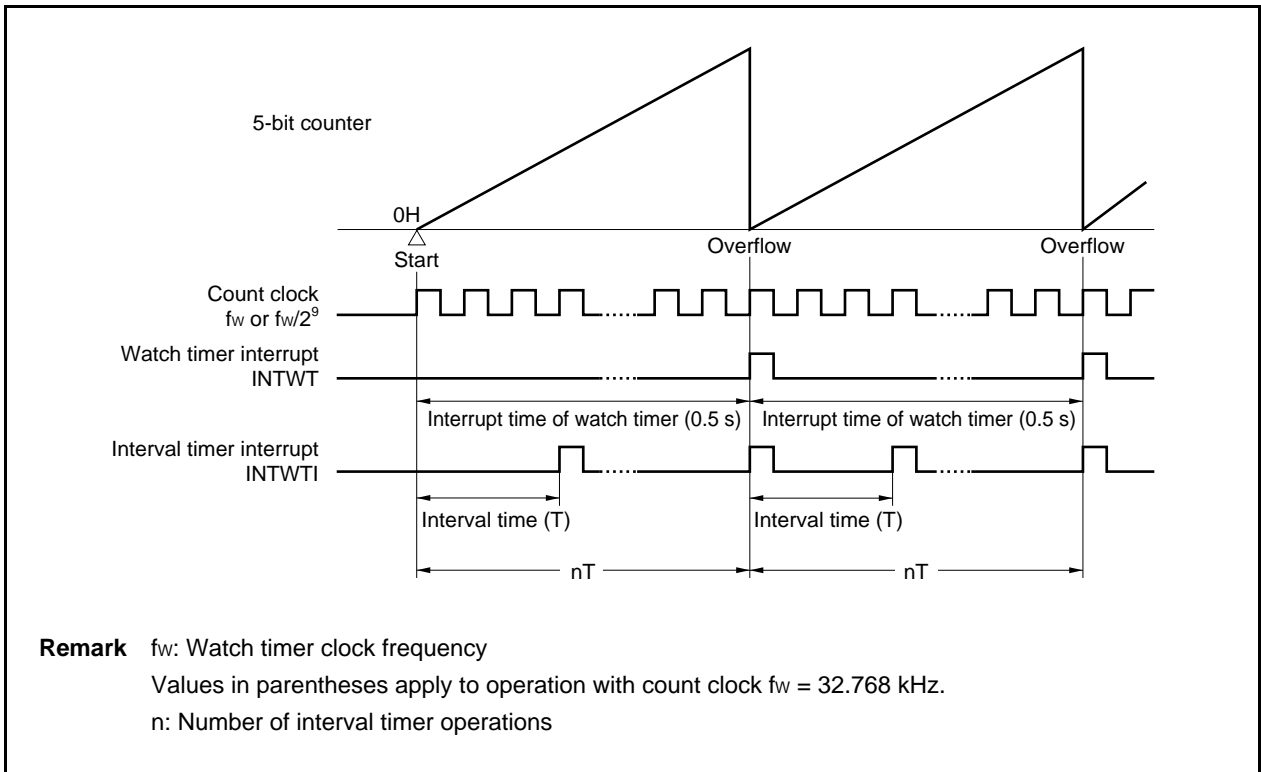 5-bit counter
0H
Start
Overflow
Overflow
Count clock
fw or fw/2⁹
Watch timer interrupt
INTWT
Interrupt time of watch timer (0.5 s)
Interrupt time of watch timer (0.5 s)
Interval timer interrupt
INTWTI
Interval time (T)
Interval time (T)
nT
nT
Remark fw: Watch timer clock frequency
Values in parentheses apply to operation with count clock fw = 32.768 kHz.
n: Number of interval timer operations